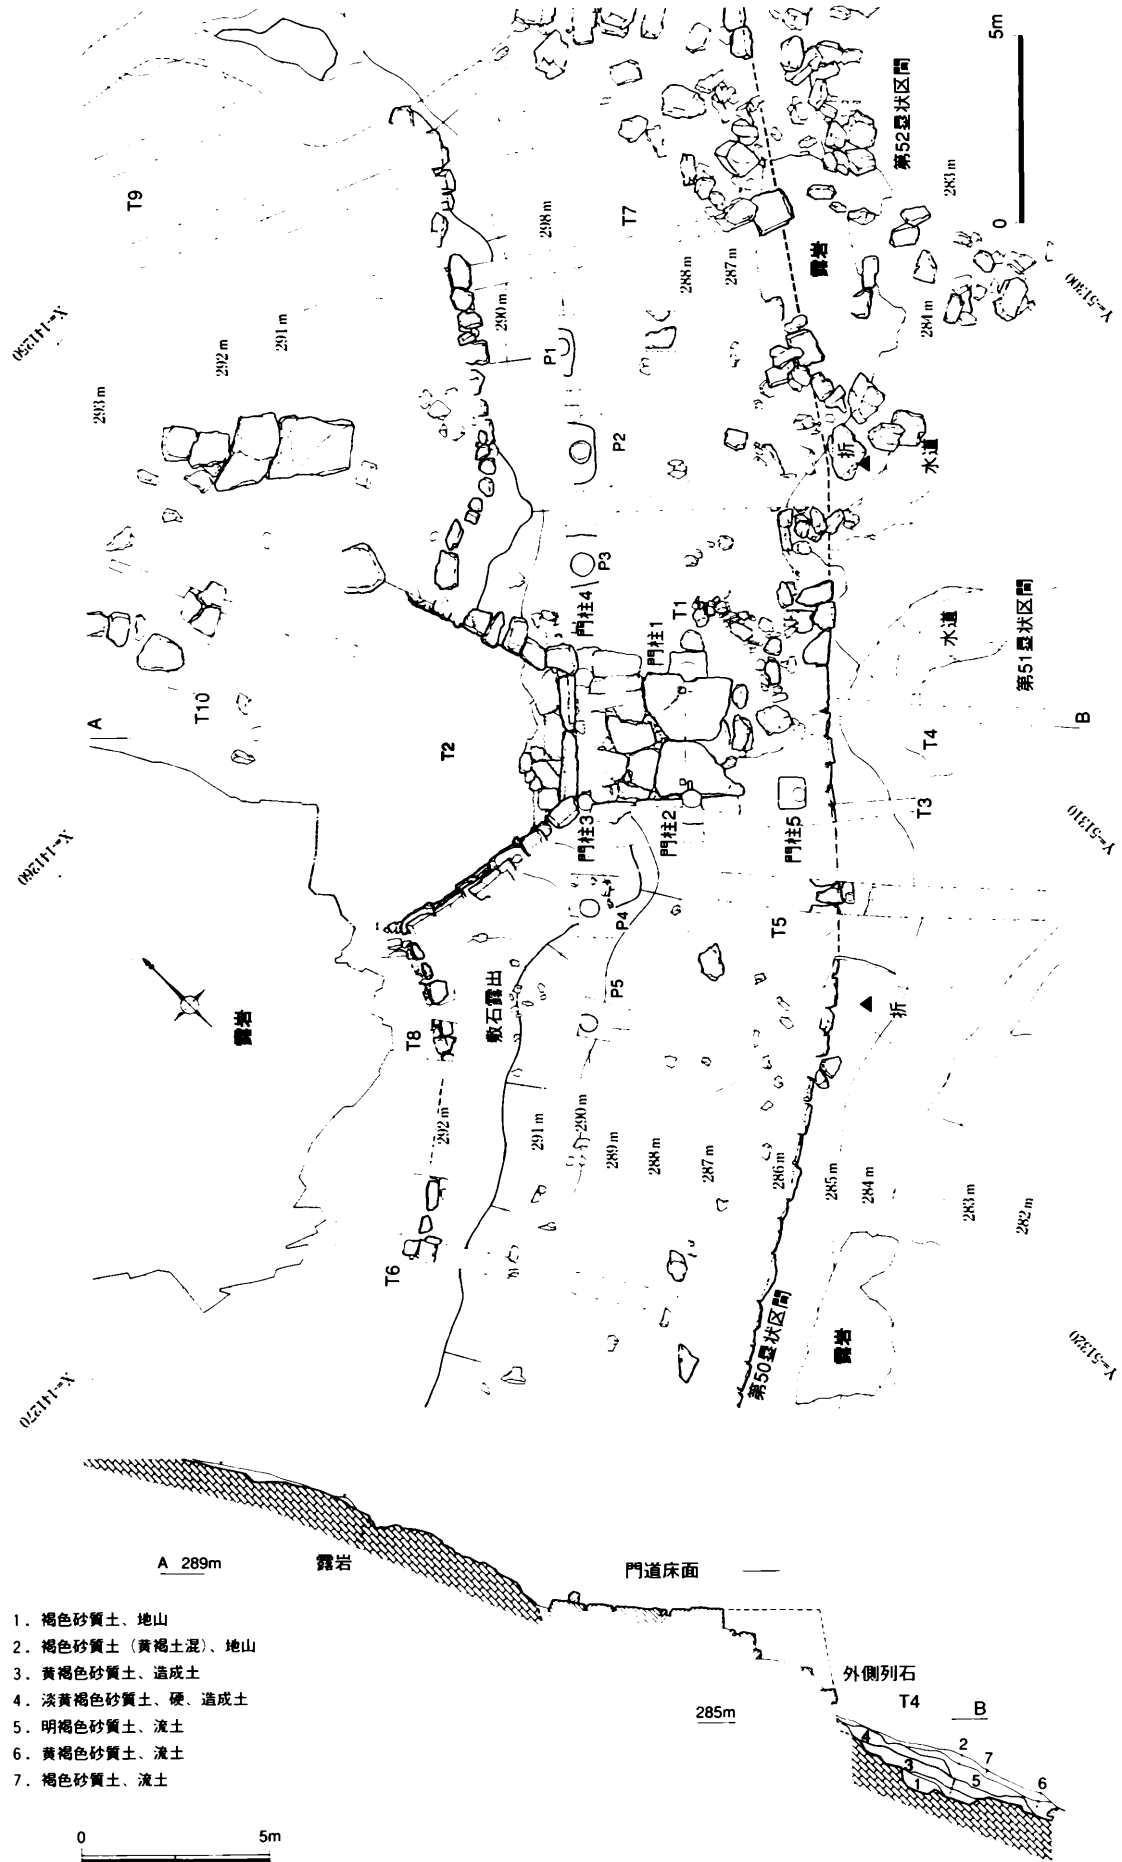 5m
0
第52塁状区間
T9
T7
283m
298m
288m
287m
露岩
X=-141250
290m
284m
Y=-51300
291m
292m
293m
P1
P2
折
水道
P3
門柱4
T1
門柱1
水道
第51塁状区間
T10
A
T2
B
T4
T3
門柱3
門柱2
門柱5
X=-141260
Y=-51310
P4
T5
P5
敷石露出
露岩
T8
折
292m
291m
290m
289m
288m
287m
286m
285m
284m
283m
282m
T6
第50塁状区間
露岩
Y=-51320
X=-141270
A 289m
露岩
門道床面
1. 褐色砂質土、地山
2. 褐色砂質土（黄褐土混）、地山
3. 黄褐色砂質土、造成土
4. 淡黄褐色砂質土、硬、造成土
5. 明褐色砂質土、流土
6. 黄褐色砂質土、流土
7. 褐色砂質土、流土
外側列石
T4
285m
B
4
2
7
3
5
1
6
0
5m